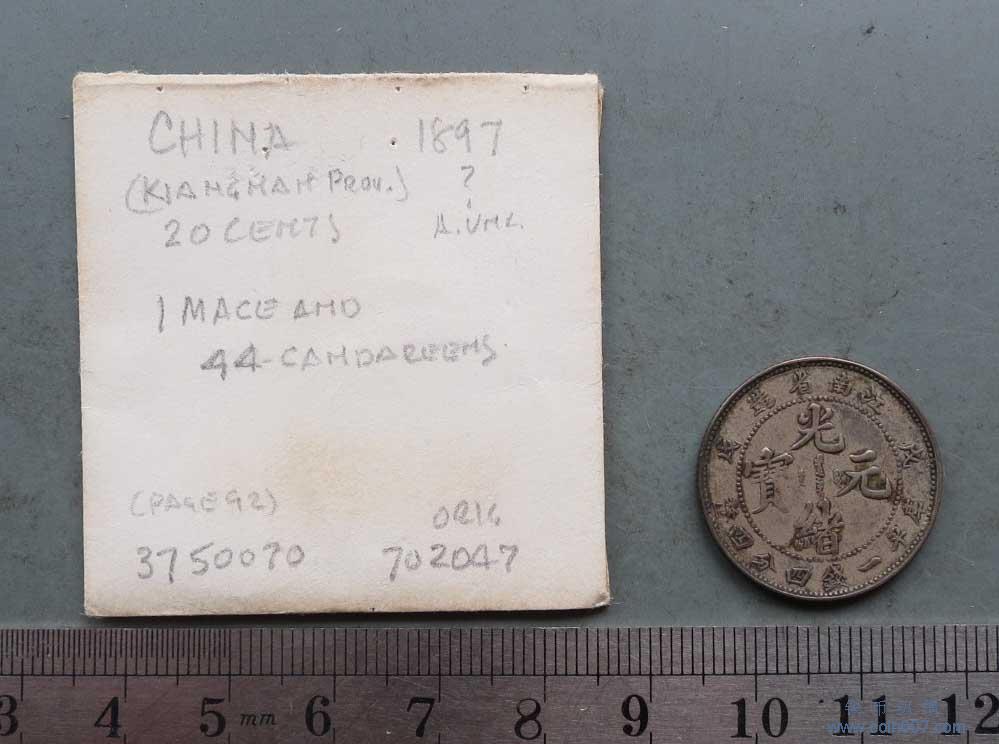 CHINA 1897
(KIANGNAN PROV.) ?
20 CENTS A.UNC.
1 MACE AND
44-CANDAREENS
(PAGE 92) ORIG
3750070 702047
江南省造
戊戌
光緒元寶
庫平一錢四分四釐
3 4 5 mm 6 7 8 9 10 11 12